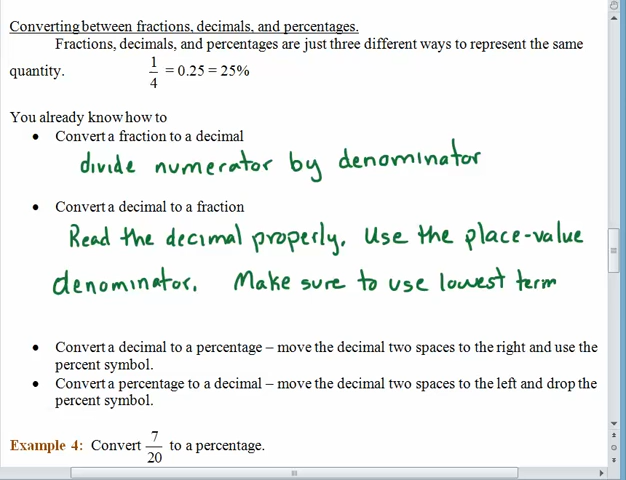 Converting between fractions, decimals, and percentages.
Fractions, decimals, and percentages are just three different ways to represent the same
quantity. 1/4 = 0.25 = 25%
You already know how to
• Convert a fraction to a decimal
divide numerator by denominator
• Convert a decimal to a fraction
Read the decimal properly. Use the place-value
denominator. Make sure to use lowest term
• Convert a decimal to a percentage – move the decimal two spaces to the right and use the
percent symbol.
• Convert a percentage to a decimal – move the decimal two spaces to the left and drop the
percent symbol.
Example 4: Convert 7/20 to a percentage.